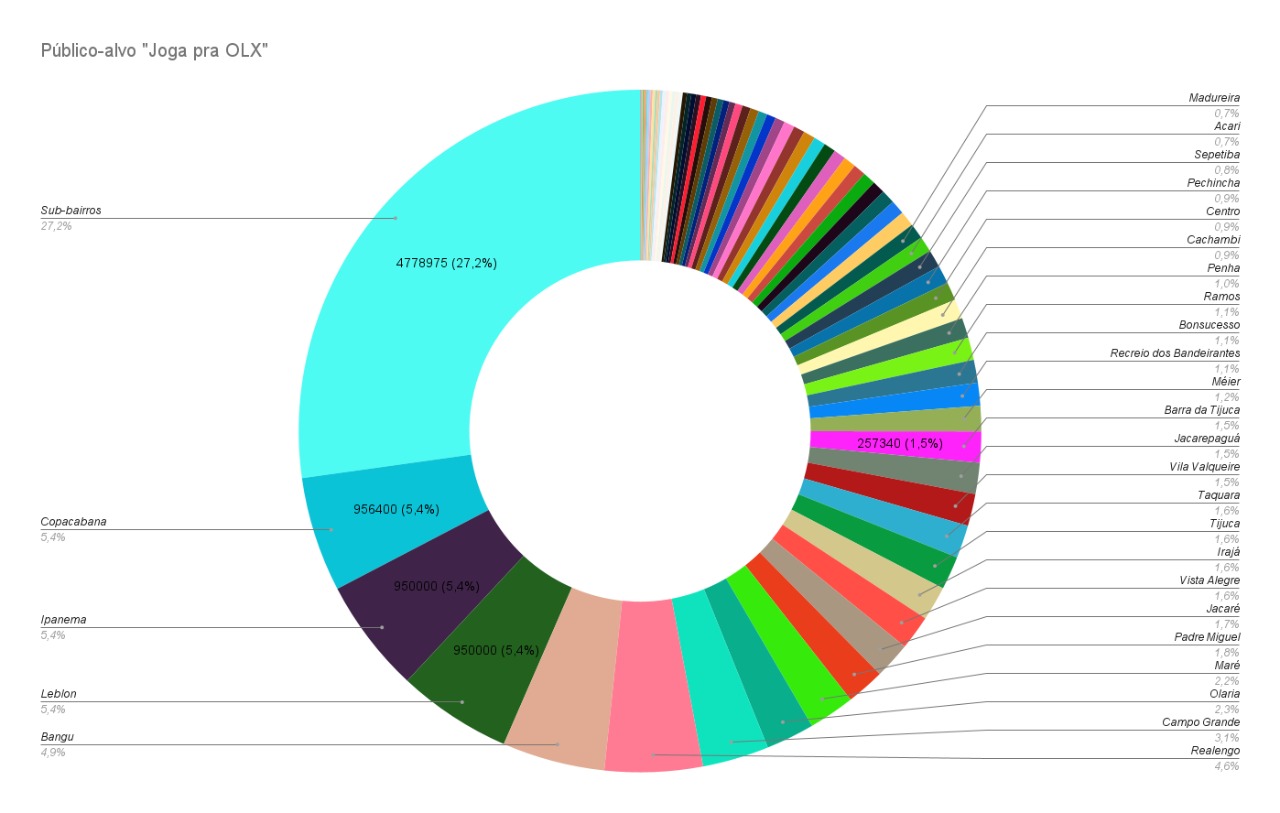 Público-alvo "Joga pra OLX"
Sub-bairros
27,2%
Copacabana
5,4%
Ipanema
5,4%
Leblon
5,4%
Bangu
4,9%
4778975 (27,2%)
956400 (5,4%)
950000 (5,4%)
950000 (5,4%)
257340 (1,5%)
Madureira
0,7%
Acari
0,7%
Sepetiba
0,8%
Pechincha
0,9%
Centro
0,9%
Cachambi
0,9%
Penha
1,0%
Ramos
1,1%
Bonsucesso
1,1%
Recreio dos Bandeirantes
1,1%
Méier
1,2%
Barra da Tijuca
1,5%
Jacarepaguá
1,5%
Vila Valqueire
1,5%
Taquara
1,6%
Tijuca
1,6%
Irajá
1,6%
Vista Alegre
1,6%
Jacaré
1,7%
Padre Miguel
1,8%
Maré
2,2%
Olaria
2,3%
Campo Grande
3,1%
Realengo
4,6%